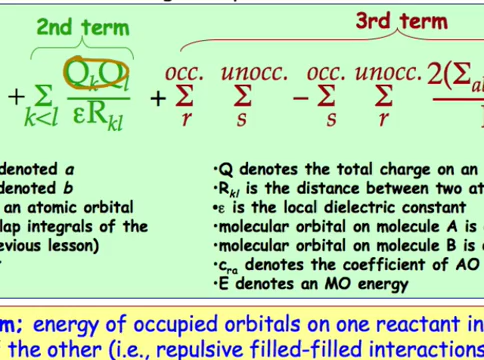 2nd term
3rd term
+ Σ k<l QkQl / εRkl + occ. Σ r unocc. Σ s − occ. Σ s unocc. Σ r 2(Σ
denoted a
denoted b
an atomic orbital
lap integrals of the
evious lesson)
•Q denotes the total charge on an
•Rkl is the distance between two at
•ε is the local dielectric constant
•molecular orbital on molecule A is
•molecular orbital on molecule B is
•cra denotes the coefficient of AO
•E denotes an MO energy
m; energy of occupied orbitals on one reactant in
the other (i.e., repulsive filled-filled interactions